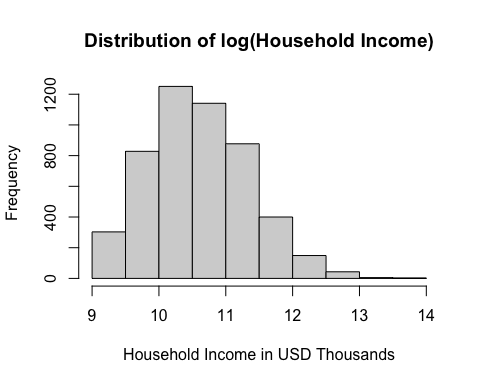 Distribution of log(Household Income)
Frequency
1200
800
400
0
9 10 11 12 13 14
Household Income in USD Thousands